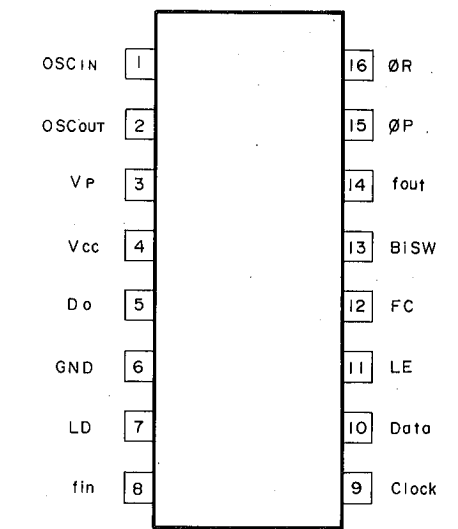 OSCIN 1 16 ØR
OSCOUT 2 15 ØP
VP 3 14 fout
Vcc 4 13 BiSW
Do 5 12 FC
GND 6 11 LE
LD 7 10 Data
fin 8 9 Clock